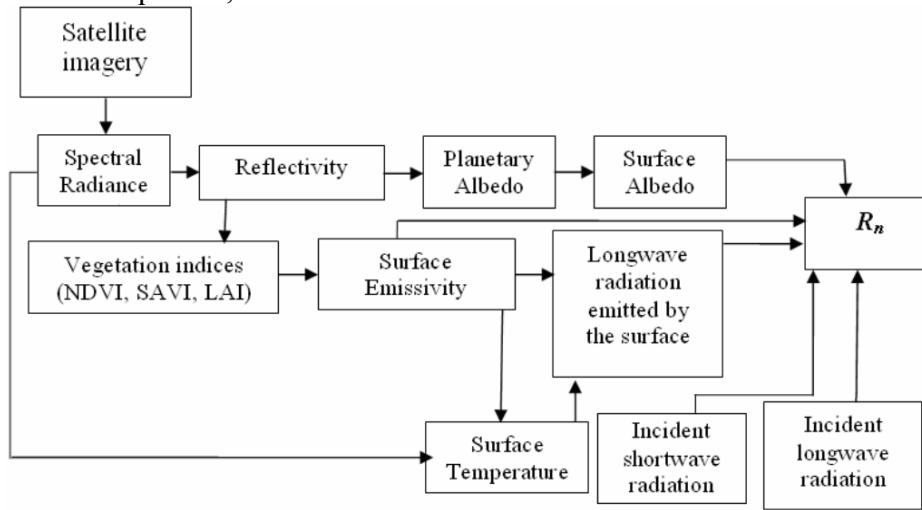 Satellite
imagery
Spectral
Radiance
Reflectivity
Planetary
Albedo
Surface
Albedo
Rn
Vegetation indices
(NDVI, SAVI, LAI)
Surface
Emissivity
Longwave
radiation
emitted by
the surface
Surface
Temperature
Incident
shortwave
radiation
Incident
longwave
radiation